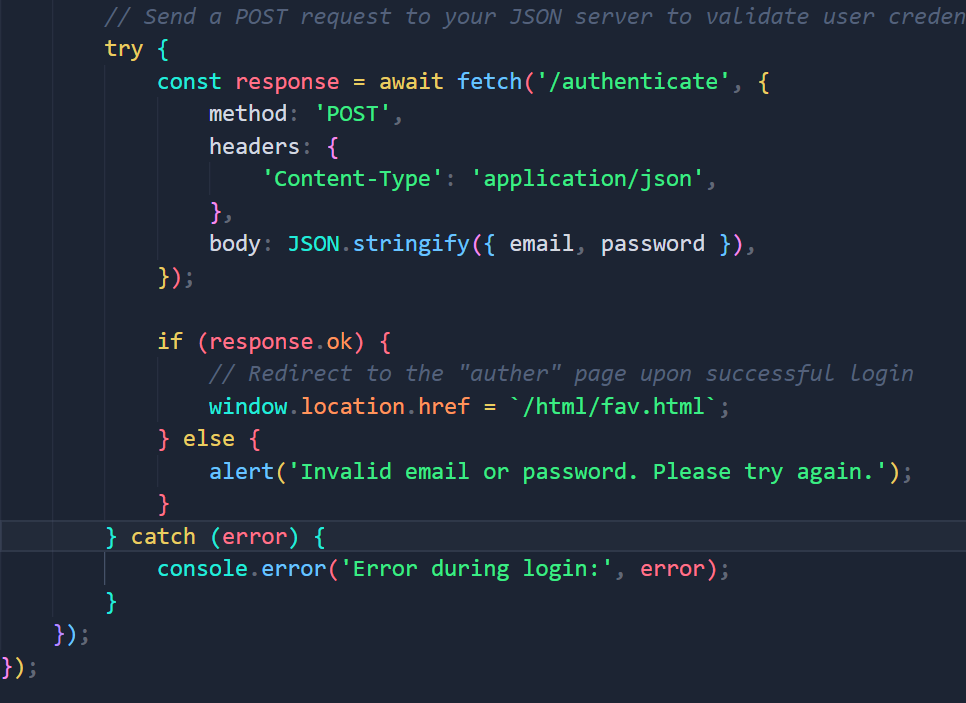 // Send a POST request to your JSON server to validate user
try {
const response = await fetch('/authenticate', {
method: 'POST',
headers: {
'Content-Type': 'application/json',
},
body: JSON.stringify({ email, password }),
});
if (response.ok) {
// Redirect to the "auther" page upon successful login
window.location.href = `/html/fav.html`;
} else {
alert('Invalid email or password. Please try again.');
}
} catch (error) {
console.error('Error during login:', error);
}
});
});